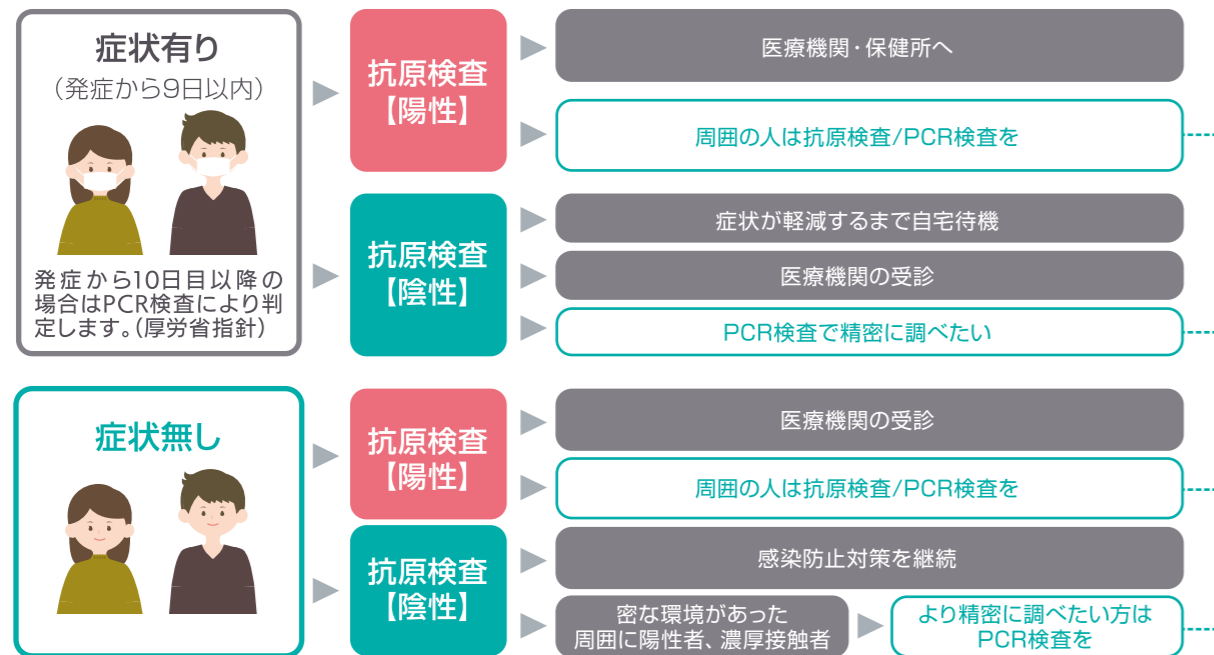 症状有り
（発症から9日以内）
発症から10日目以降の
場合はPCR検査により判
定します。（厚労省指針）
抗原検査
【陽性】
医療機関・保健所へ
周囲の人は抗原検査/PCR検査を
抗原検査
【陰性】
症状が軽減するまで自宅待機
医療機関の受診
PCR検査で精密に調べたい
症状無し
抗原検査
【陽性】
医療機関の受診
周囲の人は抗原検査/PCR検査を
抗原検査
【陰性】
感染防止対策を継続
密な環境があった
周囲に陽性者、濃厚接触者
より精密に調べたい方は
PCR検査を